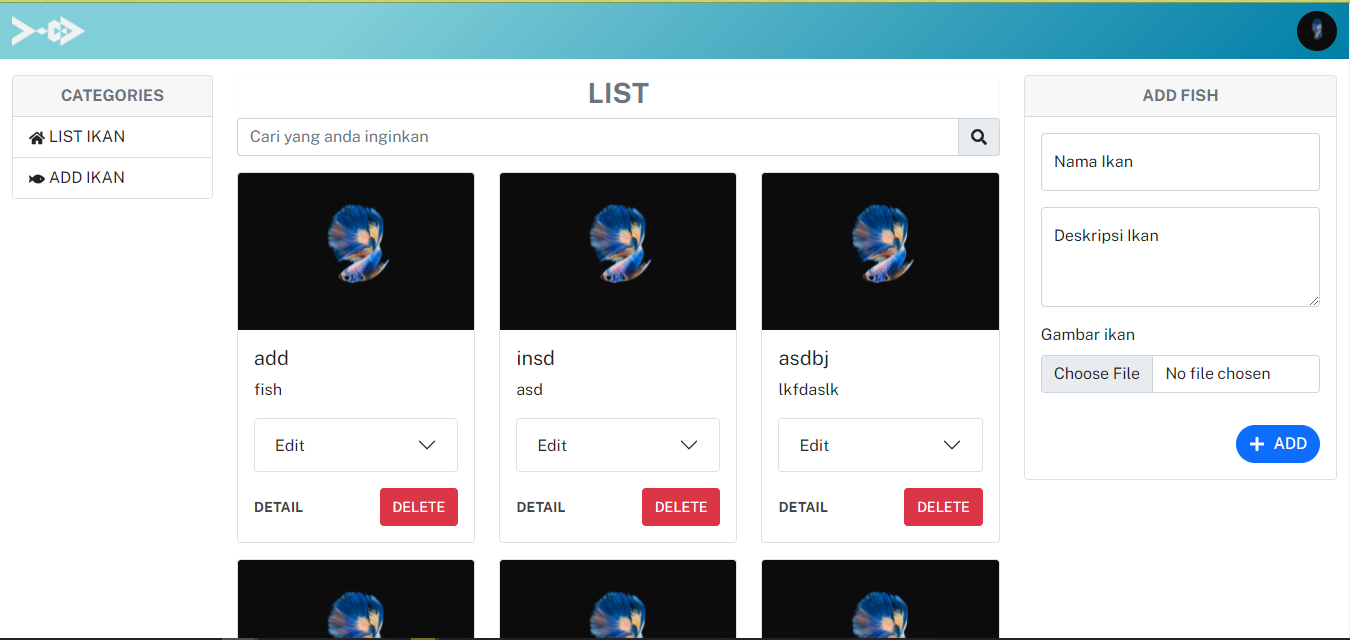 CATEGORIES
LIST IKAN
ADD IKAN
LIST
Cari yang anda inginkan
add
fish
Edit
DETAIL
DELETE
insd
asd
Edit
DETAIL
DELETE
asdbj
lkfdaslk
Edit
DETAIL
DELETE
ADD FISH
Nama Ikan
Deskripsi Ikan
Gambar ikan
Choose File No file chosen
ADD